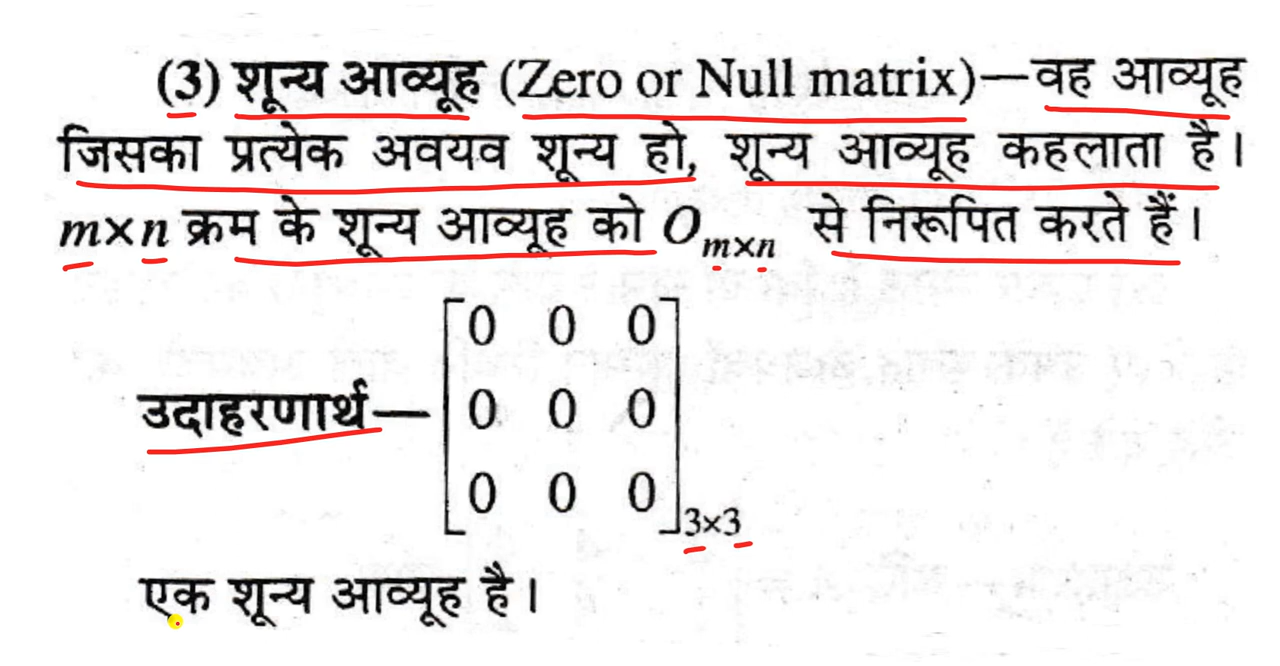 (3) शून्य आव्यूह (Zero or Null matrix)—वह आव्यूह
जिसका प्रत्येक अवयव शून्य हो, शून्य आव्यूह कहलाता है।
m×n क्रम के शून्य आव्यूह को O m×n से निरूपित करते हैं।
0 0 0
उदाहरणार्थ— 0 0 0
0 0 0 3×3
एक शून्य आव्यूह है।